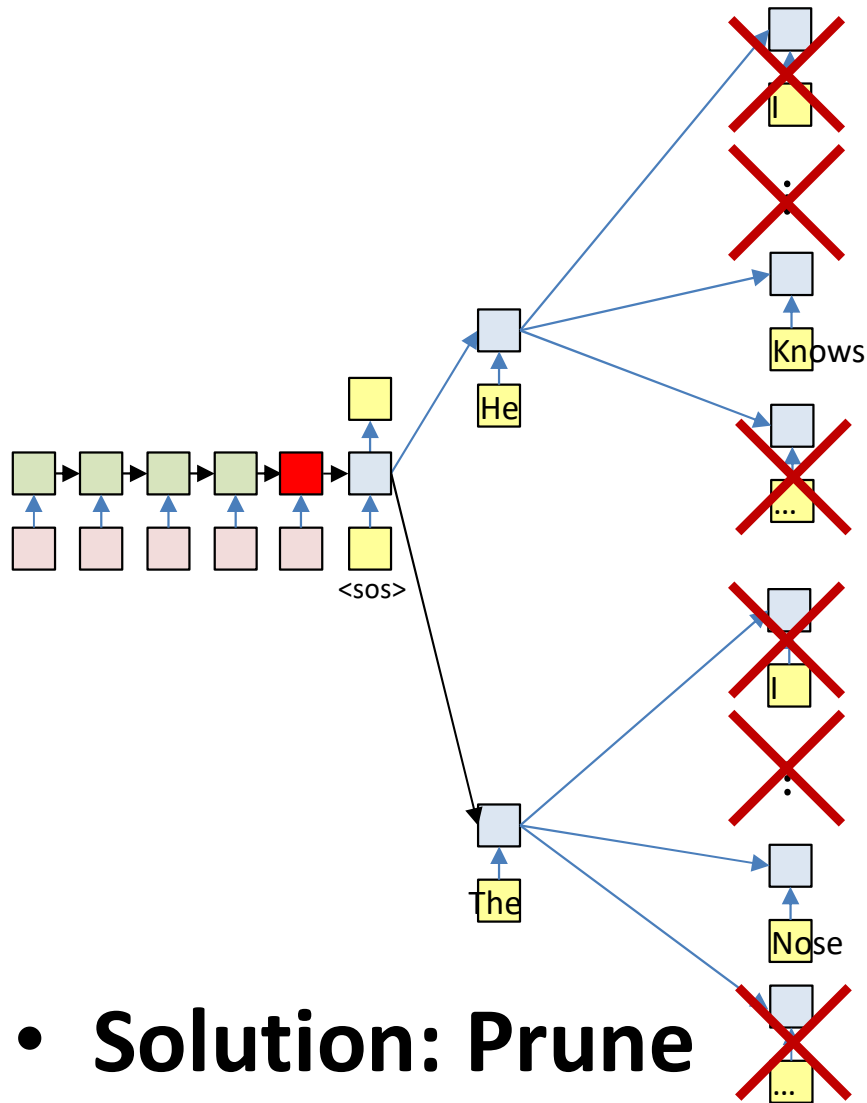 I
:
Knows
He
...
<sos>
I
:
The
Nose
...
• Solution: Prune